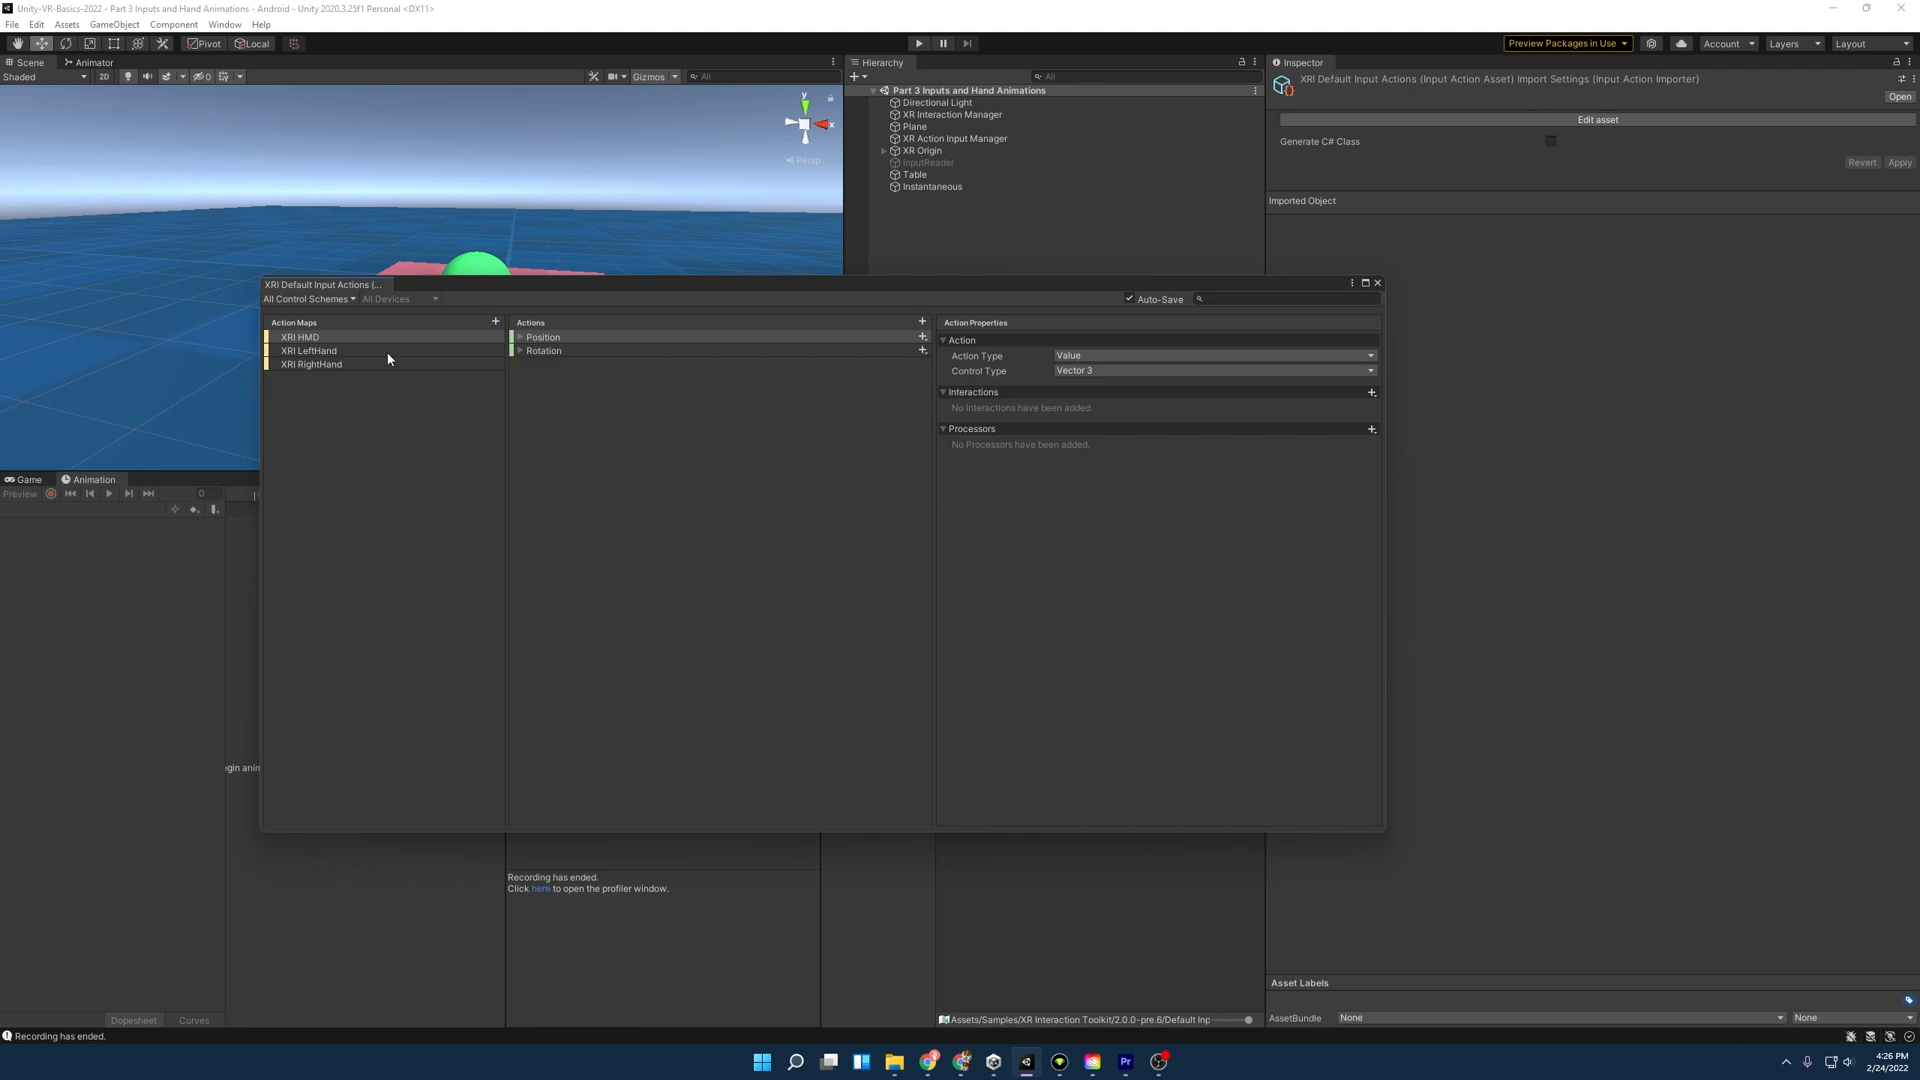 Unity-VR-Basics-2022 - Part 3 Inputs and Hand Animations - Android - Unity 2020.3.25f1 Personal <DX11>
File Edit Assets GameObject Component Window Help
Pivot Local Preview Packages in Use Account Layers Layout
Scene Animator
Shaded 2D 0 Gizmos All
y
x
Persp
Hierarchy
All
Part 3 Inputs and Hand Animations
Directional Light
XR Interaction Manager
Plane
XR Action Input Manager
XR Origin
InputReader
Table
Instantaneous
Inspector
XRI Default Input Actions (Input Action Asset) Import Settings (Input Action Importer)
Open
Edit asset
Generate C# Class
Revert Apply
Imported Object
XRI Default Input Actions (...
All Control Schemes All Devices Auto-Save
Action Maps
XRI HMD
XRI LeftHand
XRI RightHand
Actions
Position
Rotation
Action Properties
Action
Action Type Value
Control Type Vector 3
Interactions
No Interactions have been added.
Processors
No Processors have been added.
Game Animation
Preview 0
egin anin
Dopesheet Curves
Recording has ended.
Click here to open the profiler window.
Assets/Samples/XR Interaction Toolkit/2.0.0-pre.6/Default Inp
Asset Labels
AssetBundle None None
Recording has ended.
Pr
4:26 PM
2/24/2022